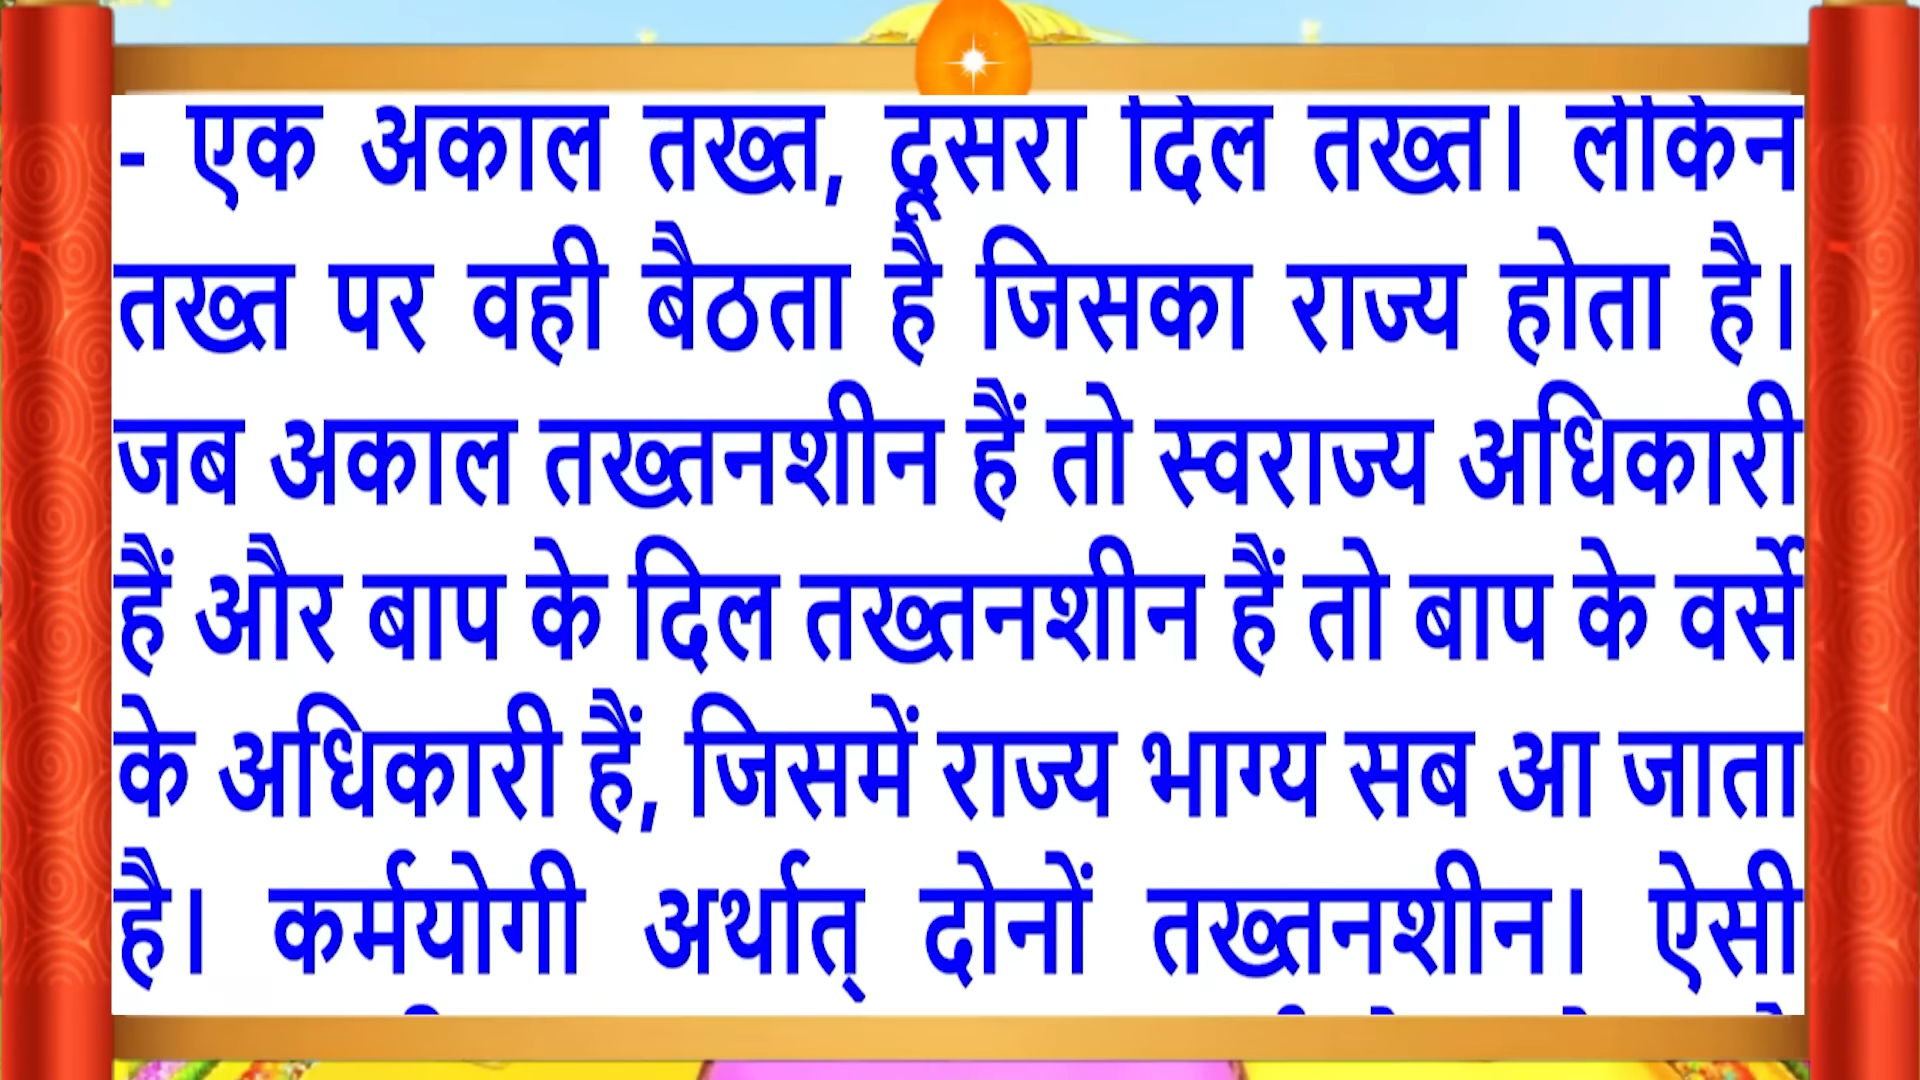 - एक अकाल तख्त, दूसरा दिल तख्त। लेकिन
तख्त पर वही बैठता है जिसका राज्य होता है।
जब अकाल तख्तनशीन हैं तो स्वराज्य अधिकारी
हैं और बाप के दिल तख्तनशीन हैं तो बाप के वर्से
के अधिकारी हैं, जिसमें राज्य भाग्य सब आ जाता
है। कर्मयोगी अर्थात् दोनों तख्तनशीन। ऐसी